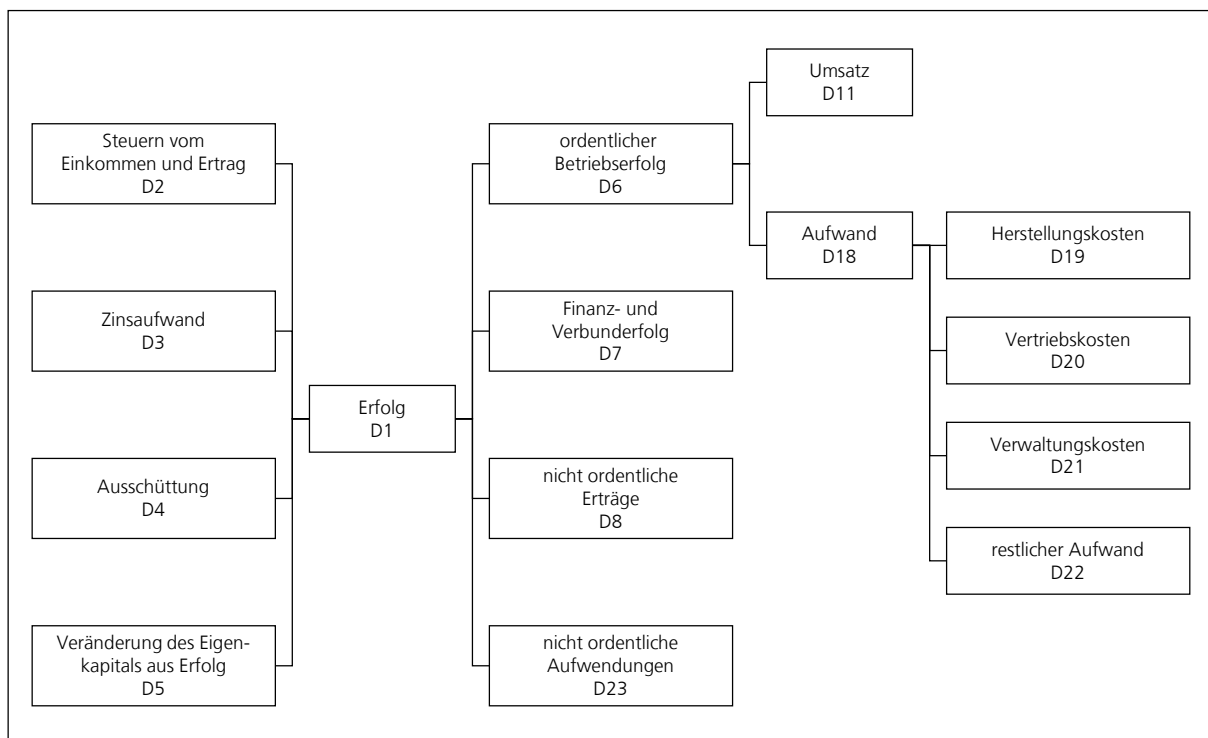 Steuern vom
Einkommen und Ertrag
D2
Zinsaufwand
D3
Ausschüttung
D4
Veränderung des Eigen-
kapitals aus Erfolg
D5
Erfolg
D1
ordentlicher
Betriebserfolg
D6
Finanz- und
Verbunderfolg
D7
nicht ordentliche
Erträge
D8
nicht ordentliche
Aufwendungen
D23
Umsatz
D11
Aufwand
D18
Herstellungskosten
D19
Vertriebskosten
D20
Verwaltungskosten
D21
restlicher Aufwand
D22